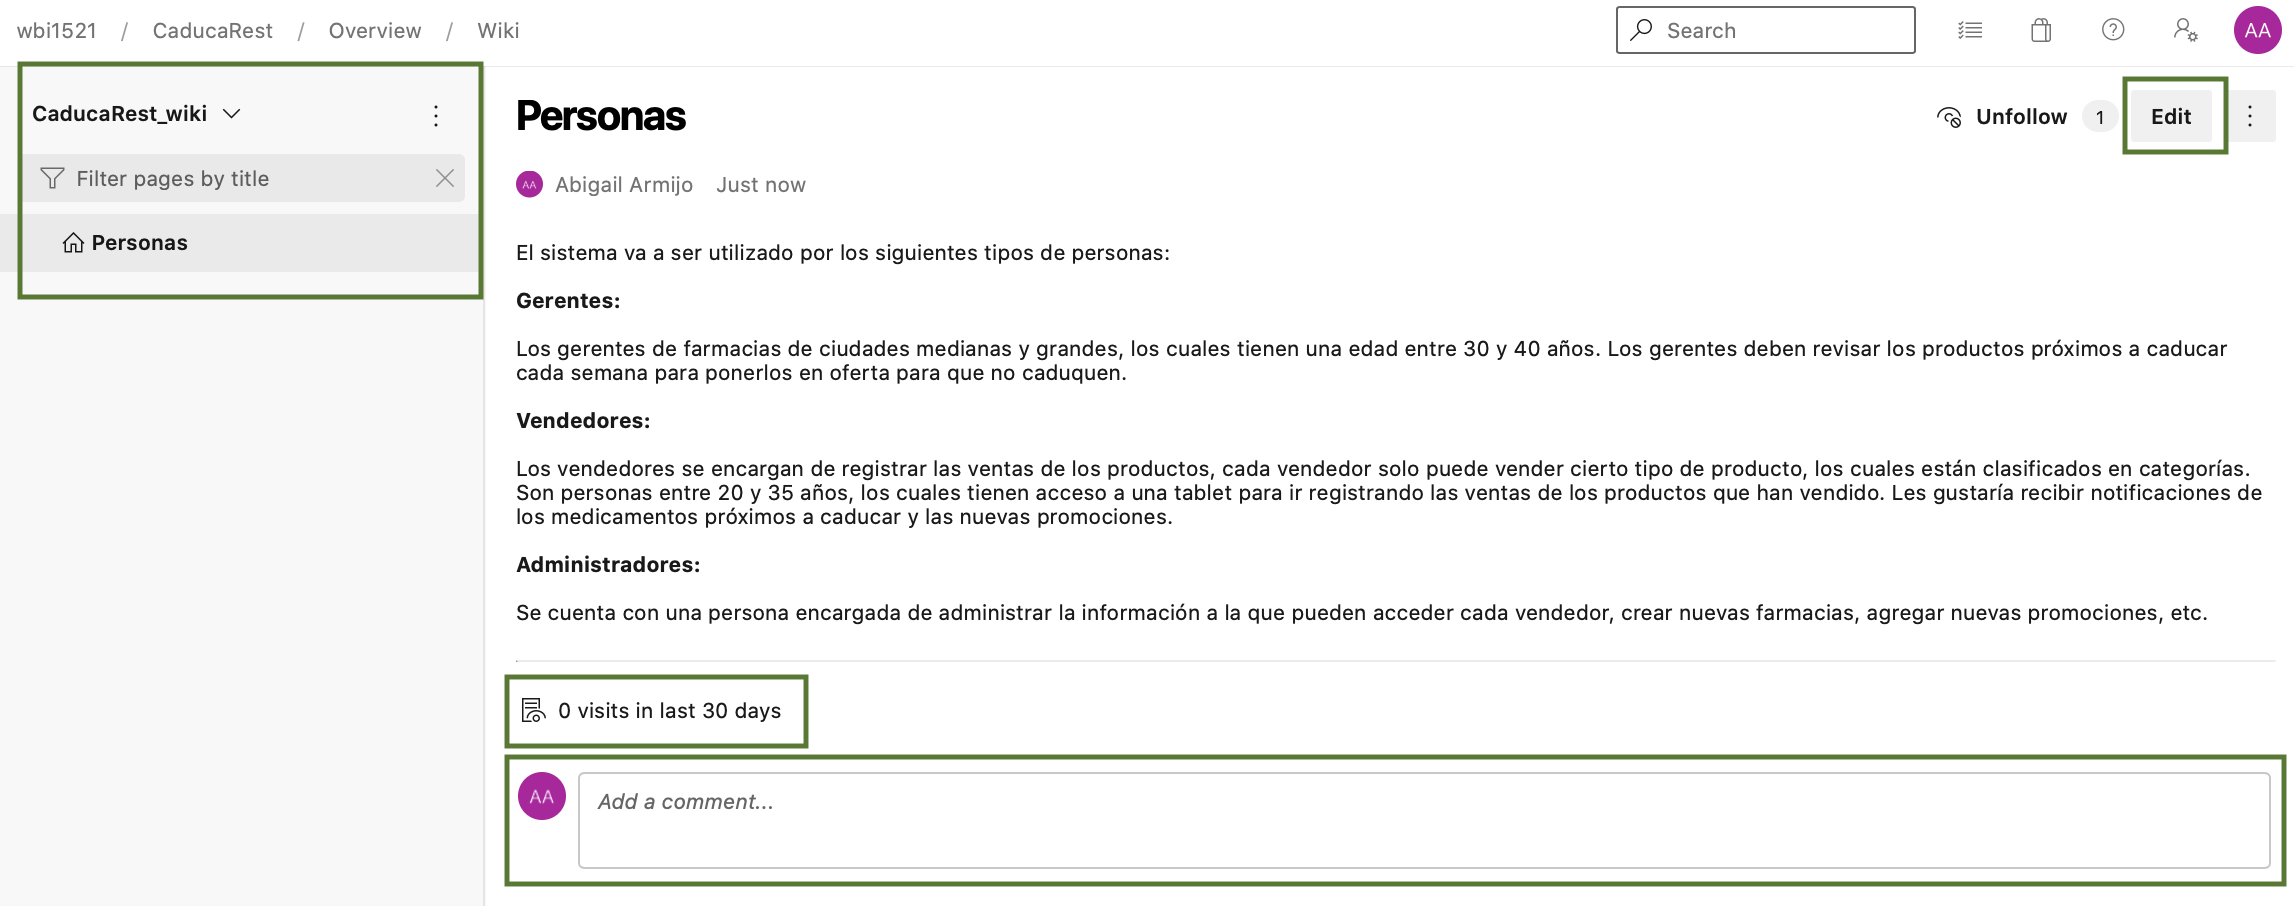 wbi1521 / CaducaRest / Overview / Wiki
Search
AA
CaducaRest_wiki
Filter pages by title
Personas
Personas
Unfollow 1 Edit
AA Abigail Armijo Just now
El sistema va a ser utilizado por los siguientes tipos de personas:
Gerentes:
Los gerentes de farmacias de ciudades medianas y grandes, los cuales tienen una edad entre 30 y 40 años. Los gerentes deben revisar los productos próximos a caducar
cada semana para ponerlos en oferta para que no caduquen.
Vendedores:
Los vendedores se encargan de registrar las ventas de los productos, cada vendedor solo puede vender cierto tipo de producto, los cuales están clasificados en categorías.
Son personas entre 20 y 35 años, los cuales tienen acceso a una tablet para ir registrando las ventas de los productos que han vendido. Les gustaría recibir notificaciones de
los medicamentos próximos a caducar y las nuevas promociones.
Administradores:
Se cuenta con una persona encargada de administrar la información a la que pueden acceder cada vendedor, crear nuevas farmacias, agregar nuevas promociones, etc.
0 visits in last 30 days
AA
Add a comment...